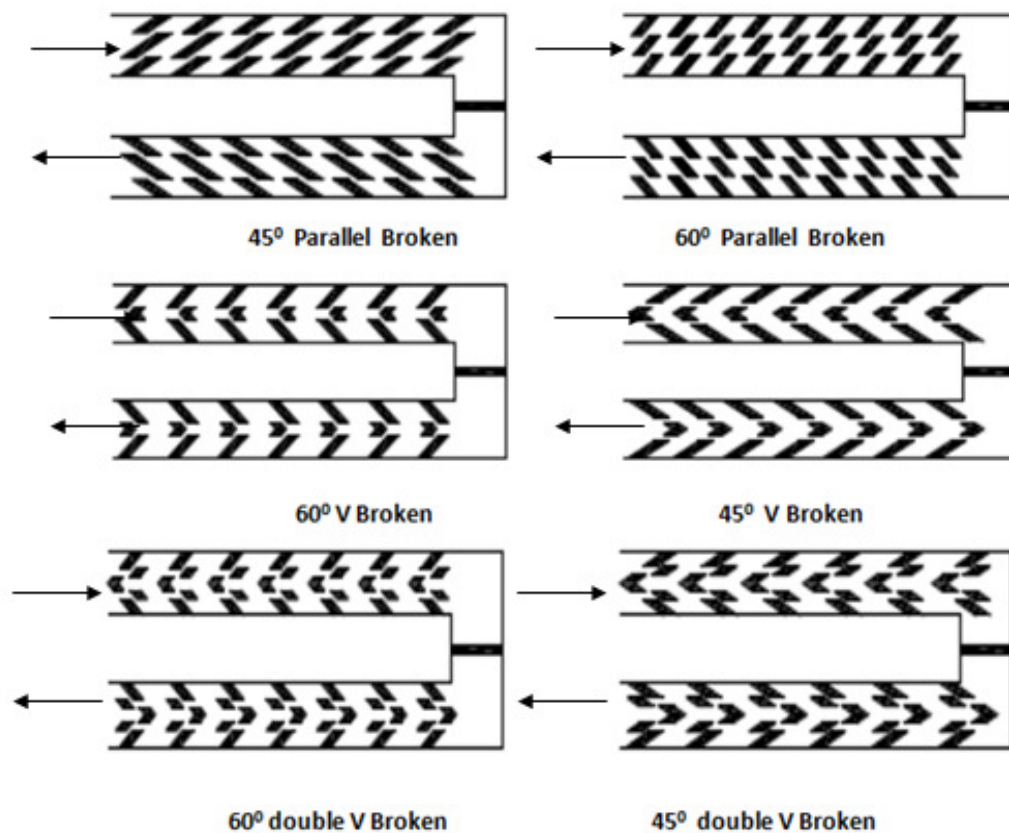 45⁰ Parallel Broken
60⁰ Parallel Broken
60⁰ V Broken
45⁰ V Broken
60⁰ double V Broken
45⁰ double V Broken